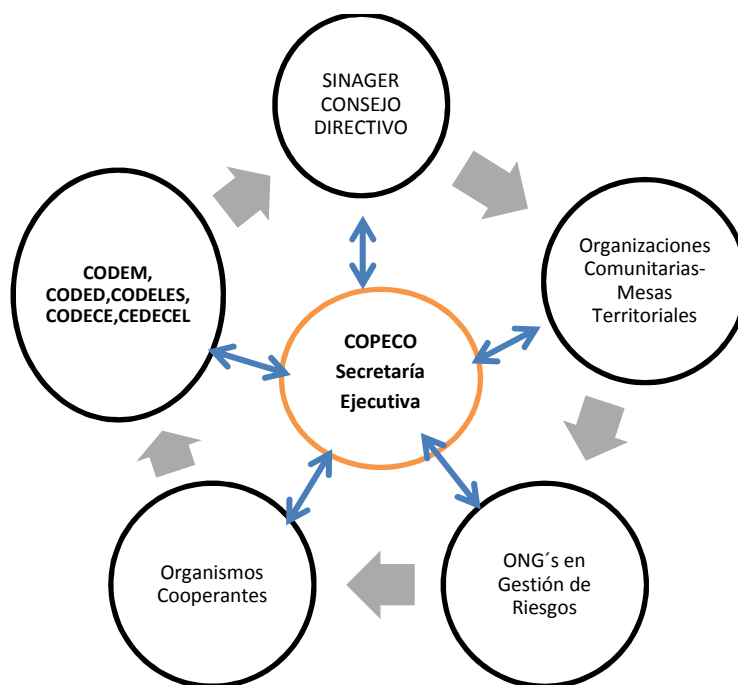 SINAGER
CONSEJO
DIRECTIVO
Organizaciones
Comunitarias-
Mesas
Territoriales
CODEM,
CODED,CODELES,
CODECE,CEDECEL
COPECO
Secretaría
Ejecutiva
Organismos
Cooperantes
ONG´s en
Gestión de
Riesgos